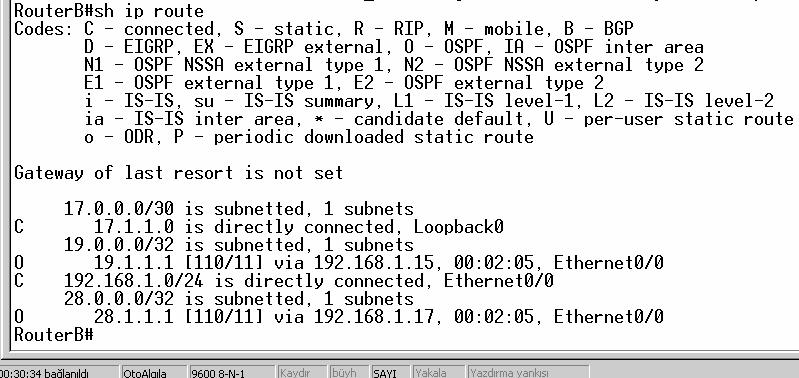 RouterB#sh ip route
Codes: C - connected, S - static, R - RIP, M - mobile, B - BGP
       D - EIGRP, EX - EIGRP external, O - OSPF, IA - OSPF inter area
       N1 - OSPF NSSA external type 1, N2 - OSPF NSSA external type 2
       E1 - OSPF external type 1, E2 - OSPF external type 2
       i - IS-IS, su - IS-IS summary, L1 - IS-IS level-1, L2 - IS-IS level-2
       ia - IS-IS inter area, * - candidate default, U - per-user static route
       o - ODR, P - periodic downloaded static route
Gateway of last resort is not set
     17.0.0.0/30 is subnetted, 1 subnets
C       17.1.1.0 is directly connected, Loopback0
     19.0.0.0/32 is subnetted, 1 subnets
O       19.1.1.1 [110/11] via 192.168.1.15, 00:02:05, Ethernet0/0
C    192.168.1.0/24 is directly connected, Ethernet0/0
     28.0.0.0/32 is subnetted, 1 subnets
O       28.1.1.1 [110/11] via 192.168.1.17, 00:02:05, Ethernet0/0
RouterB#
00:30:34 bağlanıldı OtoAlgıla 9600 8-N-1 Kaydır büyh SAYI Yakala Yazdırma yankısı